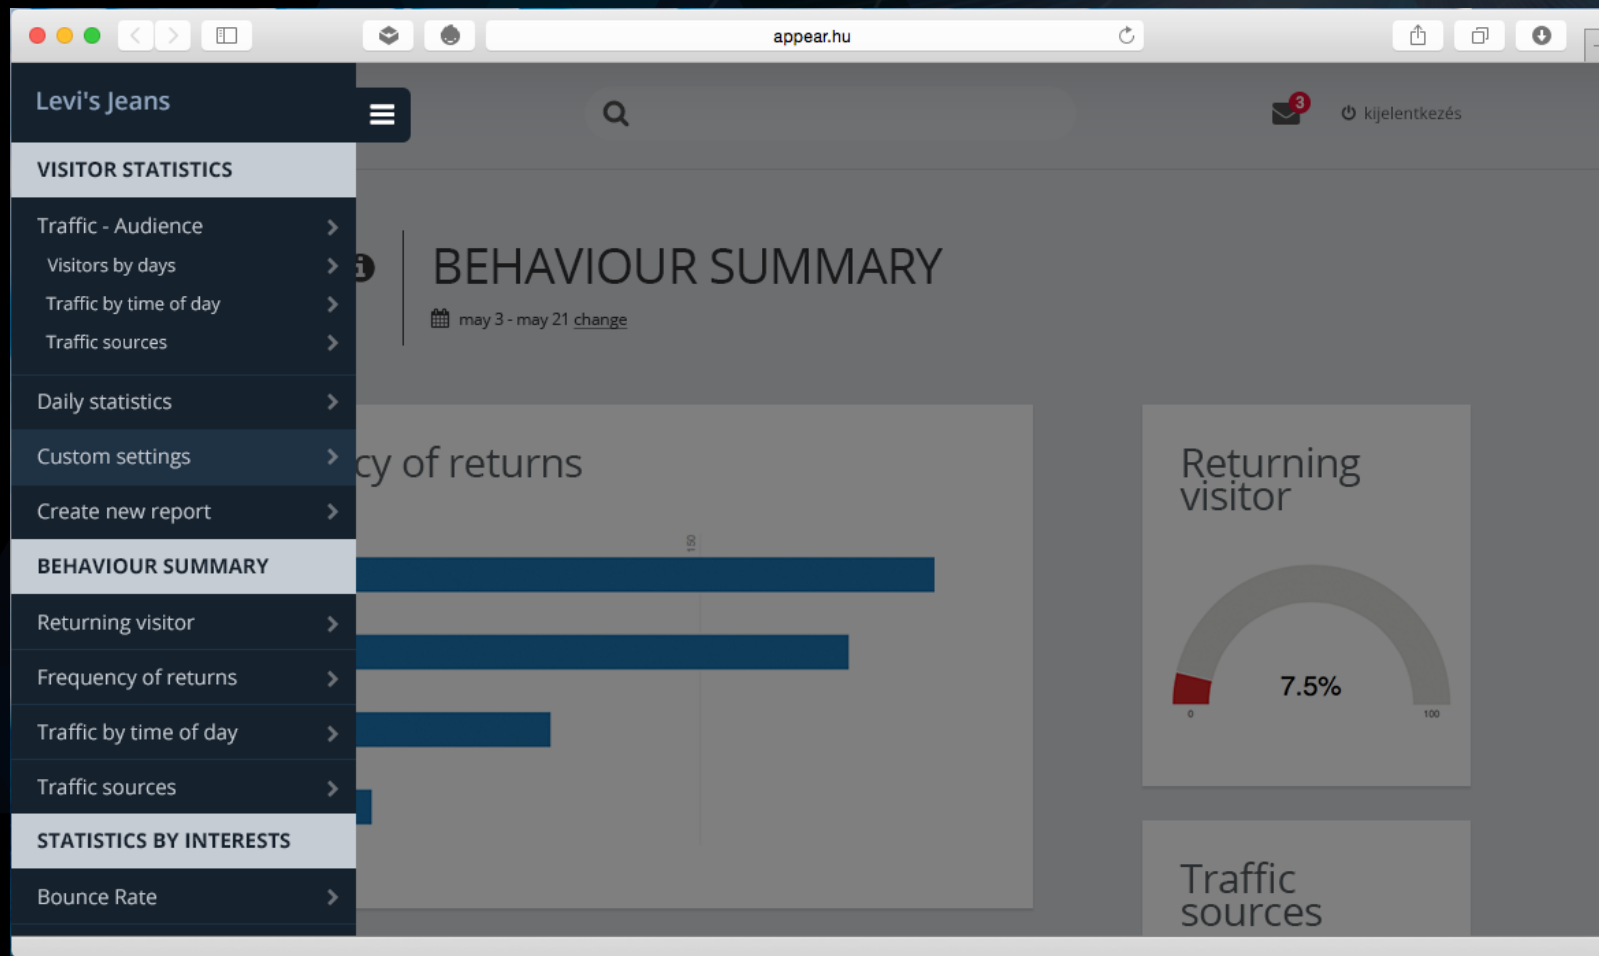 appear.hu
Levi's Jeans
3
kijelentkezés
VISITOR STATISTICS
Traffic - Audience
Visitors by days
Traffic by time of day
Traffic sources
Daily statistics
Custom settings
Create new report
BEHAVIOUR SUMMARY
Returning visitor
Frequency of returns
Traffic by time of day
Traffic sources
STATISTICS BY INTERESTS
Bounce Rate
BEHAVIOUR SUMMARY
may 3 - may 21 change
cy of returns
150
Returning
visitor
7.5%
0
100
Traffic
sources